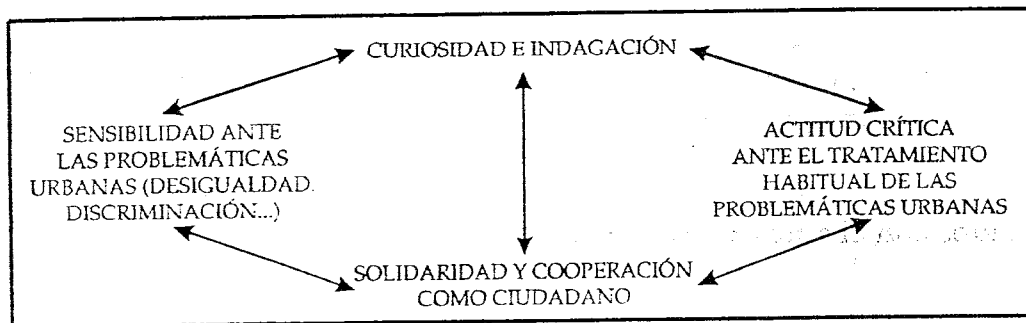 CURIOSIDAD E INDAGACIÓN
SENSIBILIDAD ANTE
LAS PROBLEMÁTICAS
URBANAS (DESIGUALDAD.
DISCRIMINACIÓN...)
ACTITUD CRÍTICA
ANTE EL TRATAMIENTO
HABITUAL DE LAS
PROBLEMÁTICAS URBANAS
SOLIDARIDAD Y COOPERACIÓN
COMO CIUDADANO